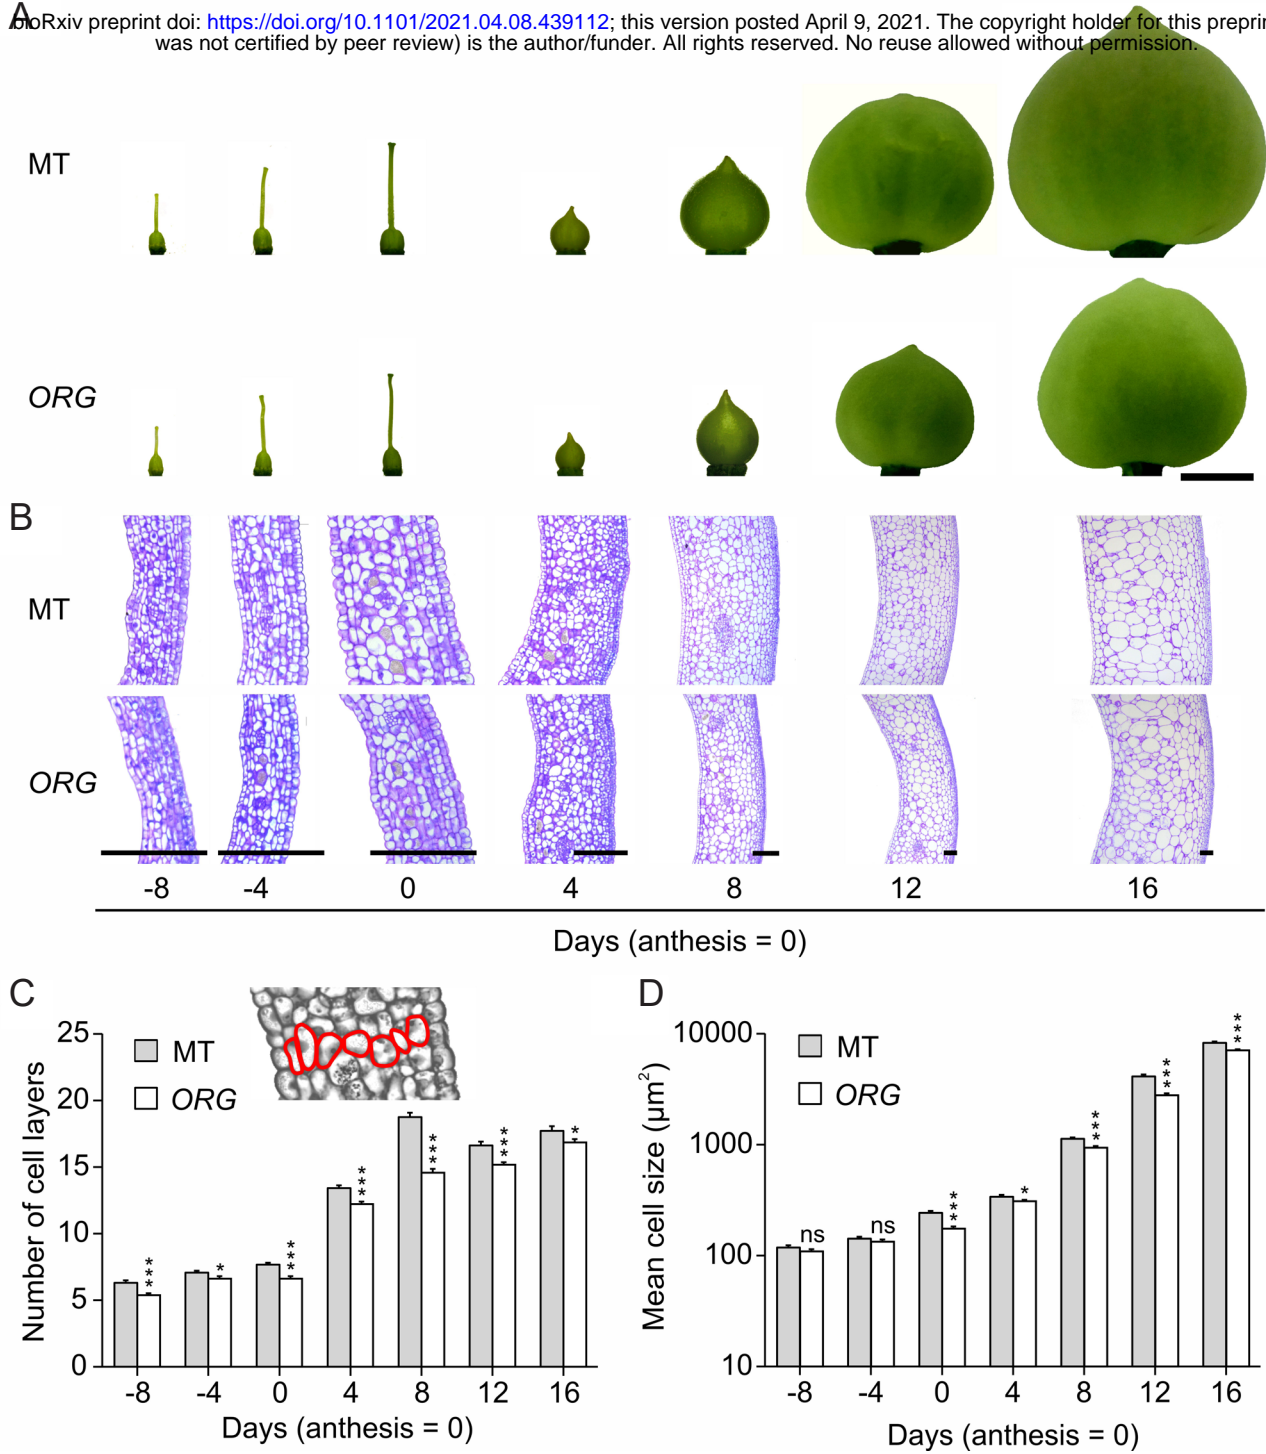 A
bioRxiv preprint doi: https://doi.org/10.1101/2021.04.08.439112; this version posted April 9, 2021. The copyright holder for this preprin
was not certified by peer review) is the author/funder. All rights reserved. No reuse allowed without permission.
MT
ORG
B
MT
ORG
-8 -4 0 4 8 12 16
Days (anthesis = 0)
C
Number of cell layers
25
20
15
10
5
0
MT
ORG
*** * *** *** *** *** *
-8 -4 0 4 8 12 16
Days (anthesis = 0)
D
Mean cell size (µm²)
10000
1000
100
10
MT
ORG
ns ns *** * *** *** ***
-8 -4 0 4 8 12 16
Days (anthesis = 0)